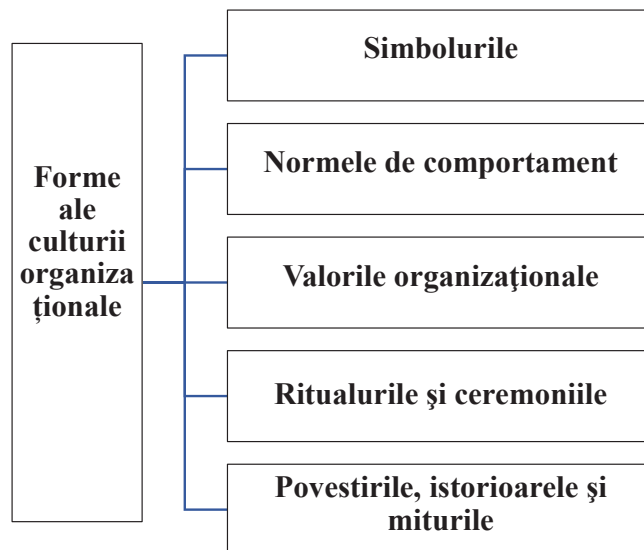 Forme
ale
culturii
organiza
ționale
Simbolurile
Normele de comportament
Valorile organizaţionale
Ritualurile şi ceremoniile
Povestirile, istorioarele şi
miturile